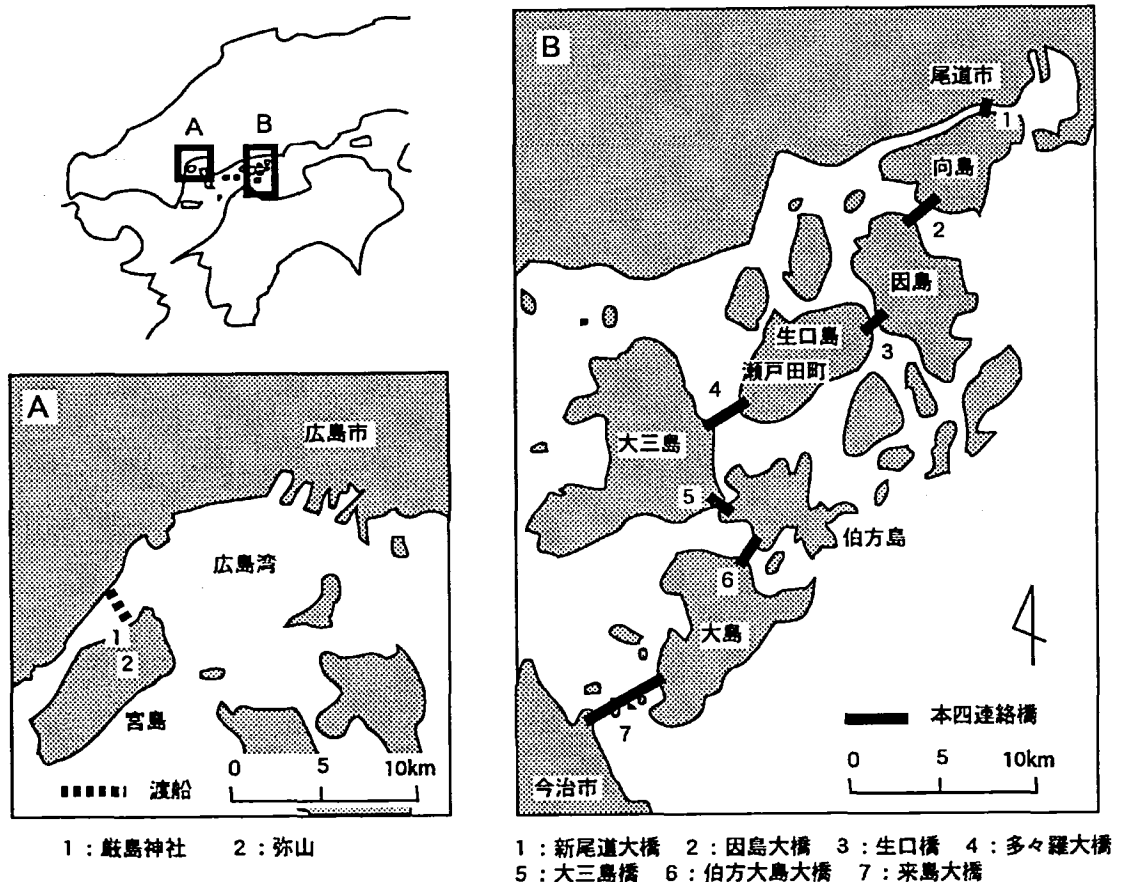 A
B
A
広島市
広島湾
1
2
宮島
0 5 10km
渡船
1：厳島神社 2：弥山
B
尾道市
1
向島
2
因島
生口島
3
瀬戸田町
4
大三島
5
伯方島
6
大島
本四連絡橋
7
0 5 10km
今治市
1：新尾道大橋 2：因島大橋 3：生口橋 4：多々羅大橋
5：大三島橋 6：伯方大島大橋 7：来島大橋